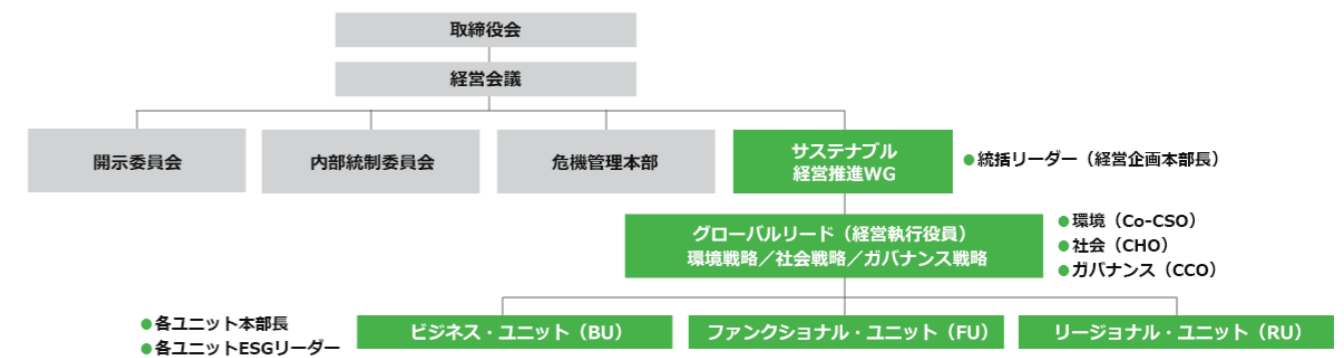 取締役会
経営会議
開示委員会
内部統制委員会
危機管理本部
サステナブル
経営推進WG
●統括リーダー（経営企画本部長）
グローバルリード（経営執行役員）
環境戦略／社会戦略／ガバナンス戦略
●環境（Co-CSO）
●社会（CHO）
●ガバナンス（CCO）
●各ユニット本部長
●各ユニットESGリーダー
ビジネス・ユニット（BU）
ファンクショナル・ユニット（FU）
リージョナル・ユニット（RU）